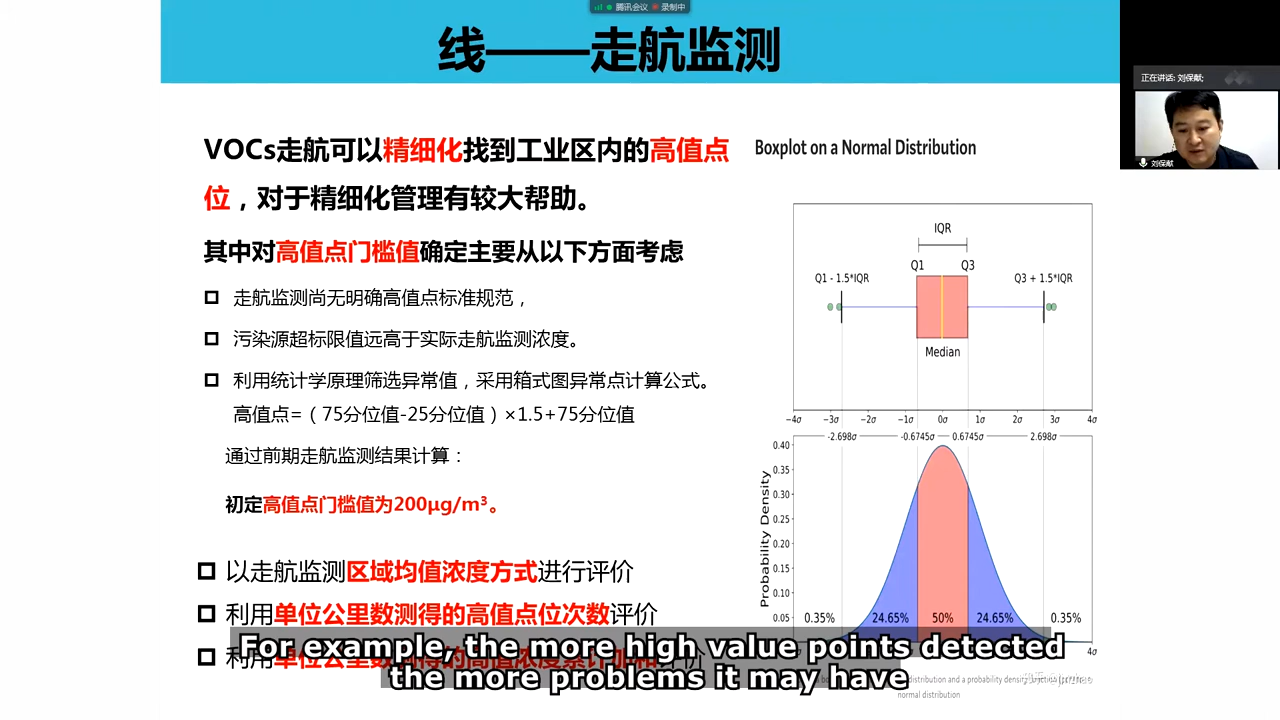 腾讯会议 录制中
线——走航监测
正在讲话: 刘保献;
刘保献
VOCs走航可以精细化找到工业区内的高值点
位，对于精细化管理有较大帮助。
其中对高值点门槛值确定主要从以下方面考虑
走航监测尚无明确高值点标准规范，
污染源超标限值远高于实际走航监测浓度。
利用统计学原理筛选异常值，采用箱式图异常点计算公式。
高值点=（75分位值-25分位值）×1.5+75分位值
通过前期走航监测结果计算：
初定高值点门槛值为200μg/m³。
以走航监测区域均值浓度方式进行评价
利用单位公里数测得的高值点位次数评价
Boxplot on a Normal Distribution
IQR
Q1 Q3
Q1 - 1.5*IQR Q3 + 1.5*IQR
Median
−4σ −3σ −2σ −1σ 0σ 1σ 2σ 3σ 4σ
-2.698σ -0.6745σ 0.6745σ 2.698σ
Probability Density
0.40
0.35
0.30
0.25
0.20
0.15
0.10
0.05
0.35% 24.65% 50% 24.65% 0.35%
4σ
distribution and a probability density
normal distribution
For example, the more high value points detected
the more problems it may have